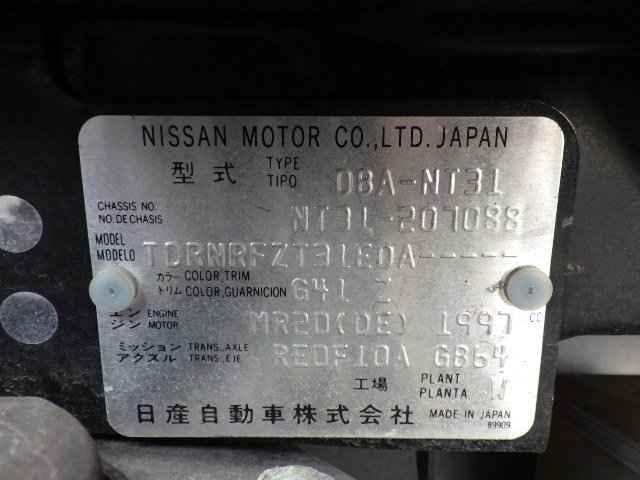 NISSAN MOTOR CO.,LTD. JAPAN
型式 TYPE TIPO DBA-NT31
CHASSIS NO. NO.DE CHASIS NT31-207088
MODEL MODELO TDRNRFZT31EDA-----
カラー COLOR,TRIM トリム COLOR,GUARNICION G41
エンジン ENGINE MOTOR MR20(DE) 1997 CC
ミッション TRANS.,AXLE アクスル TRANS.,EJE RE0F10A G864
工場 PLANT PLANTA W
日産自動車株式会社 MADE IN JAPAN
89909